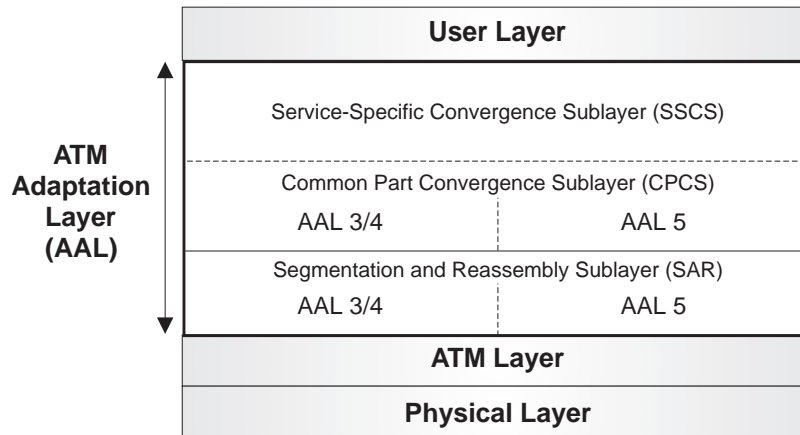 User Layer
Service-Specific Convergence Sublayer (SSCS)
ATM
Adaptation
Layer
(AAL)
Common Part Convergence Sublayer (CPCS)
AAL 3/4 AAL 5
Segmentation and Reassembly Sublayer (SAR)
AAL 3/4 AAL 5
ATM Layer
Physical Layer